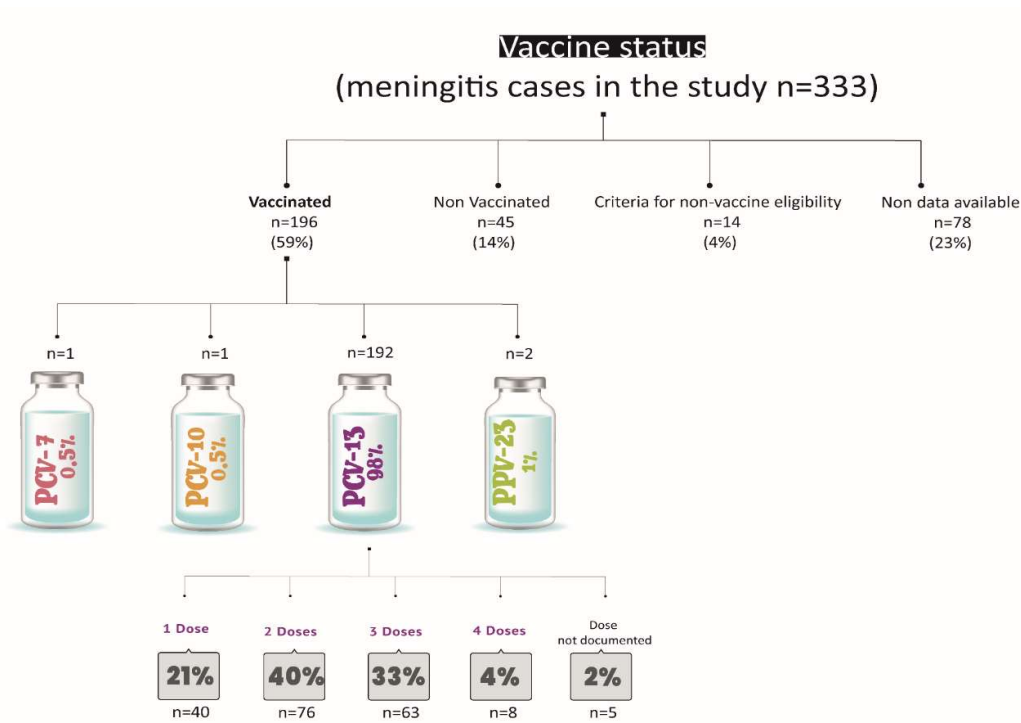 Vaccine status
(meningitis cases in the study n=333)
Vaccinated
n=196
(59%)
Non Vaccinated
n=45
(14%)
Criteria for non-vaccine eligibility
n=14
(4%)
Non data available
n=78
(23%)
n=1
n=1
n=192
n=2
PCV-7
0.5%
PCV-10
0.5%
PCV-13
98%
PPV-23
1%
1 Dose
2 Doses
3 Doses
4 Doses
Dose
not documented
21%
40%
33%
4%
2%
n=40
n=76
n=63
n=8
n=5